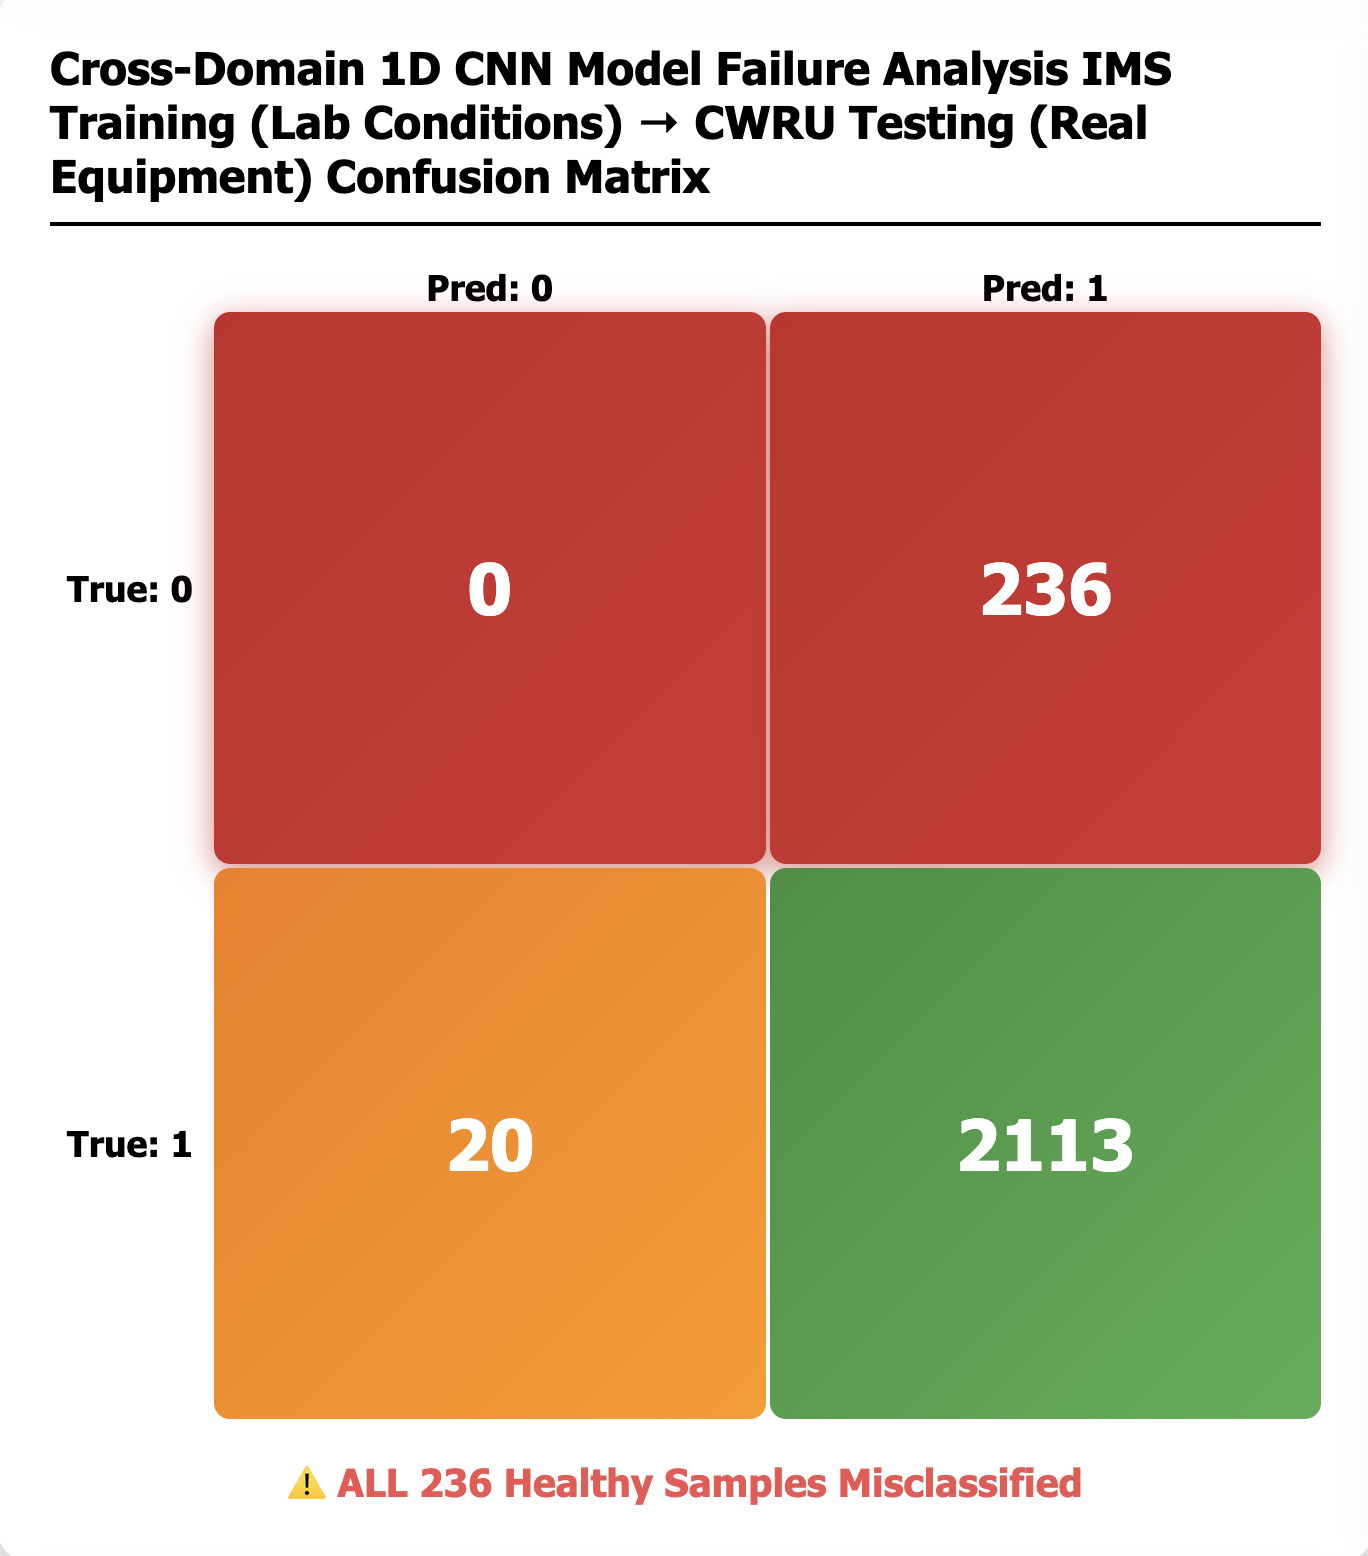 Cross-Domain 1D CNN Model Failure Analysis IMS
Training (Lab Conditions) → CWRU Testing (Real
Equipment) Confusion Matrix
Pred: 0 Pred: 1
True: 0 0 236
True: 1 20 2113
⚠️ ALL 236 Healthy Samples Misclassified